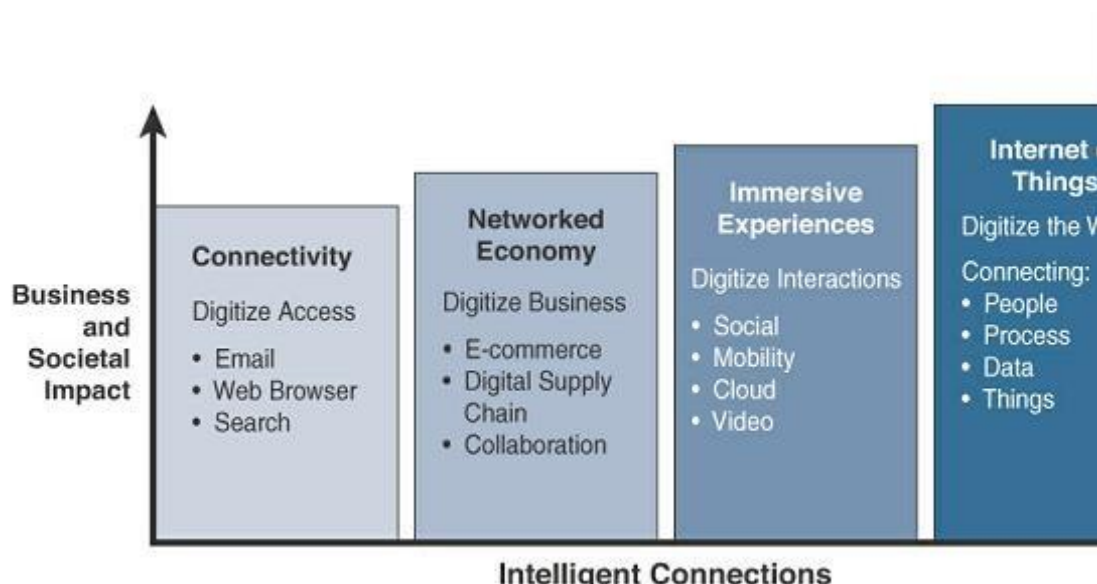 Business
and
Societal
Impact
Connectivity
Digitize Access
• Email
• Web Browser
• Search
Networked
Economy
Digitize Business
• E-commerce
• Digital Supply
Chain
• Collaboration
Immersive
Experiences
Digitize Interactions
• Social
• Mobility
• Cloud
• Video
Internet
Things
Digitize the
Connecting:
• People
• Process
• Data
• Things
Intelligent Connections